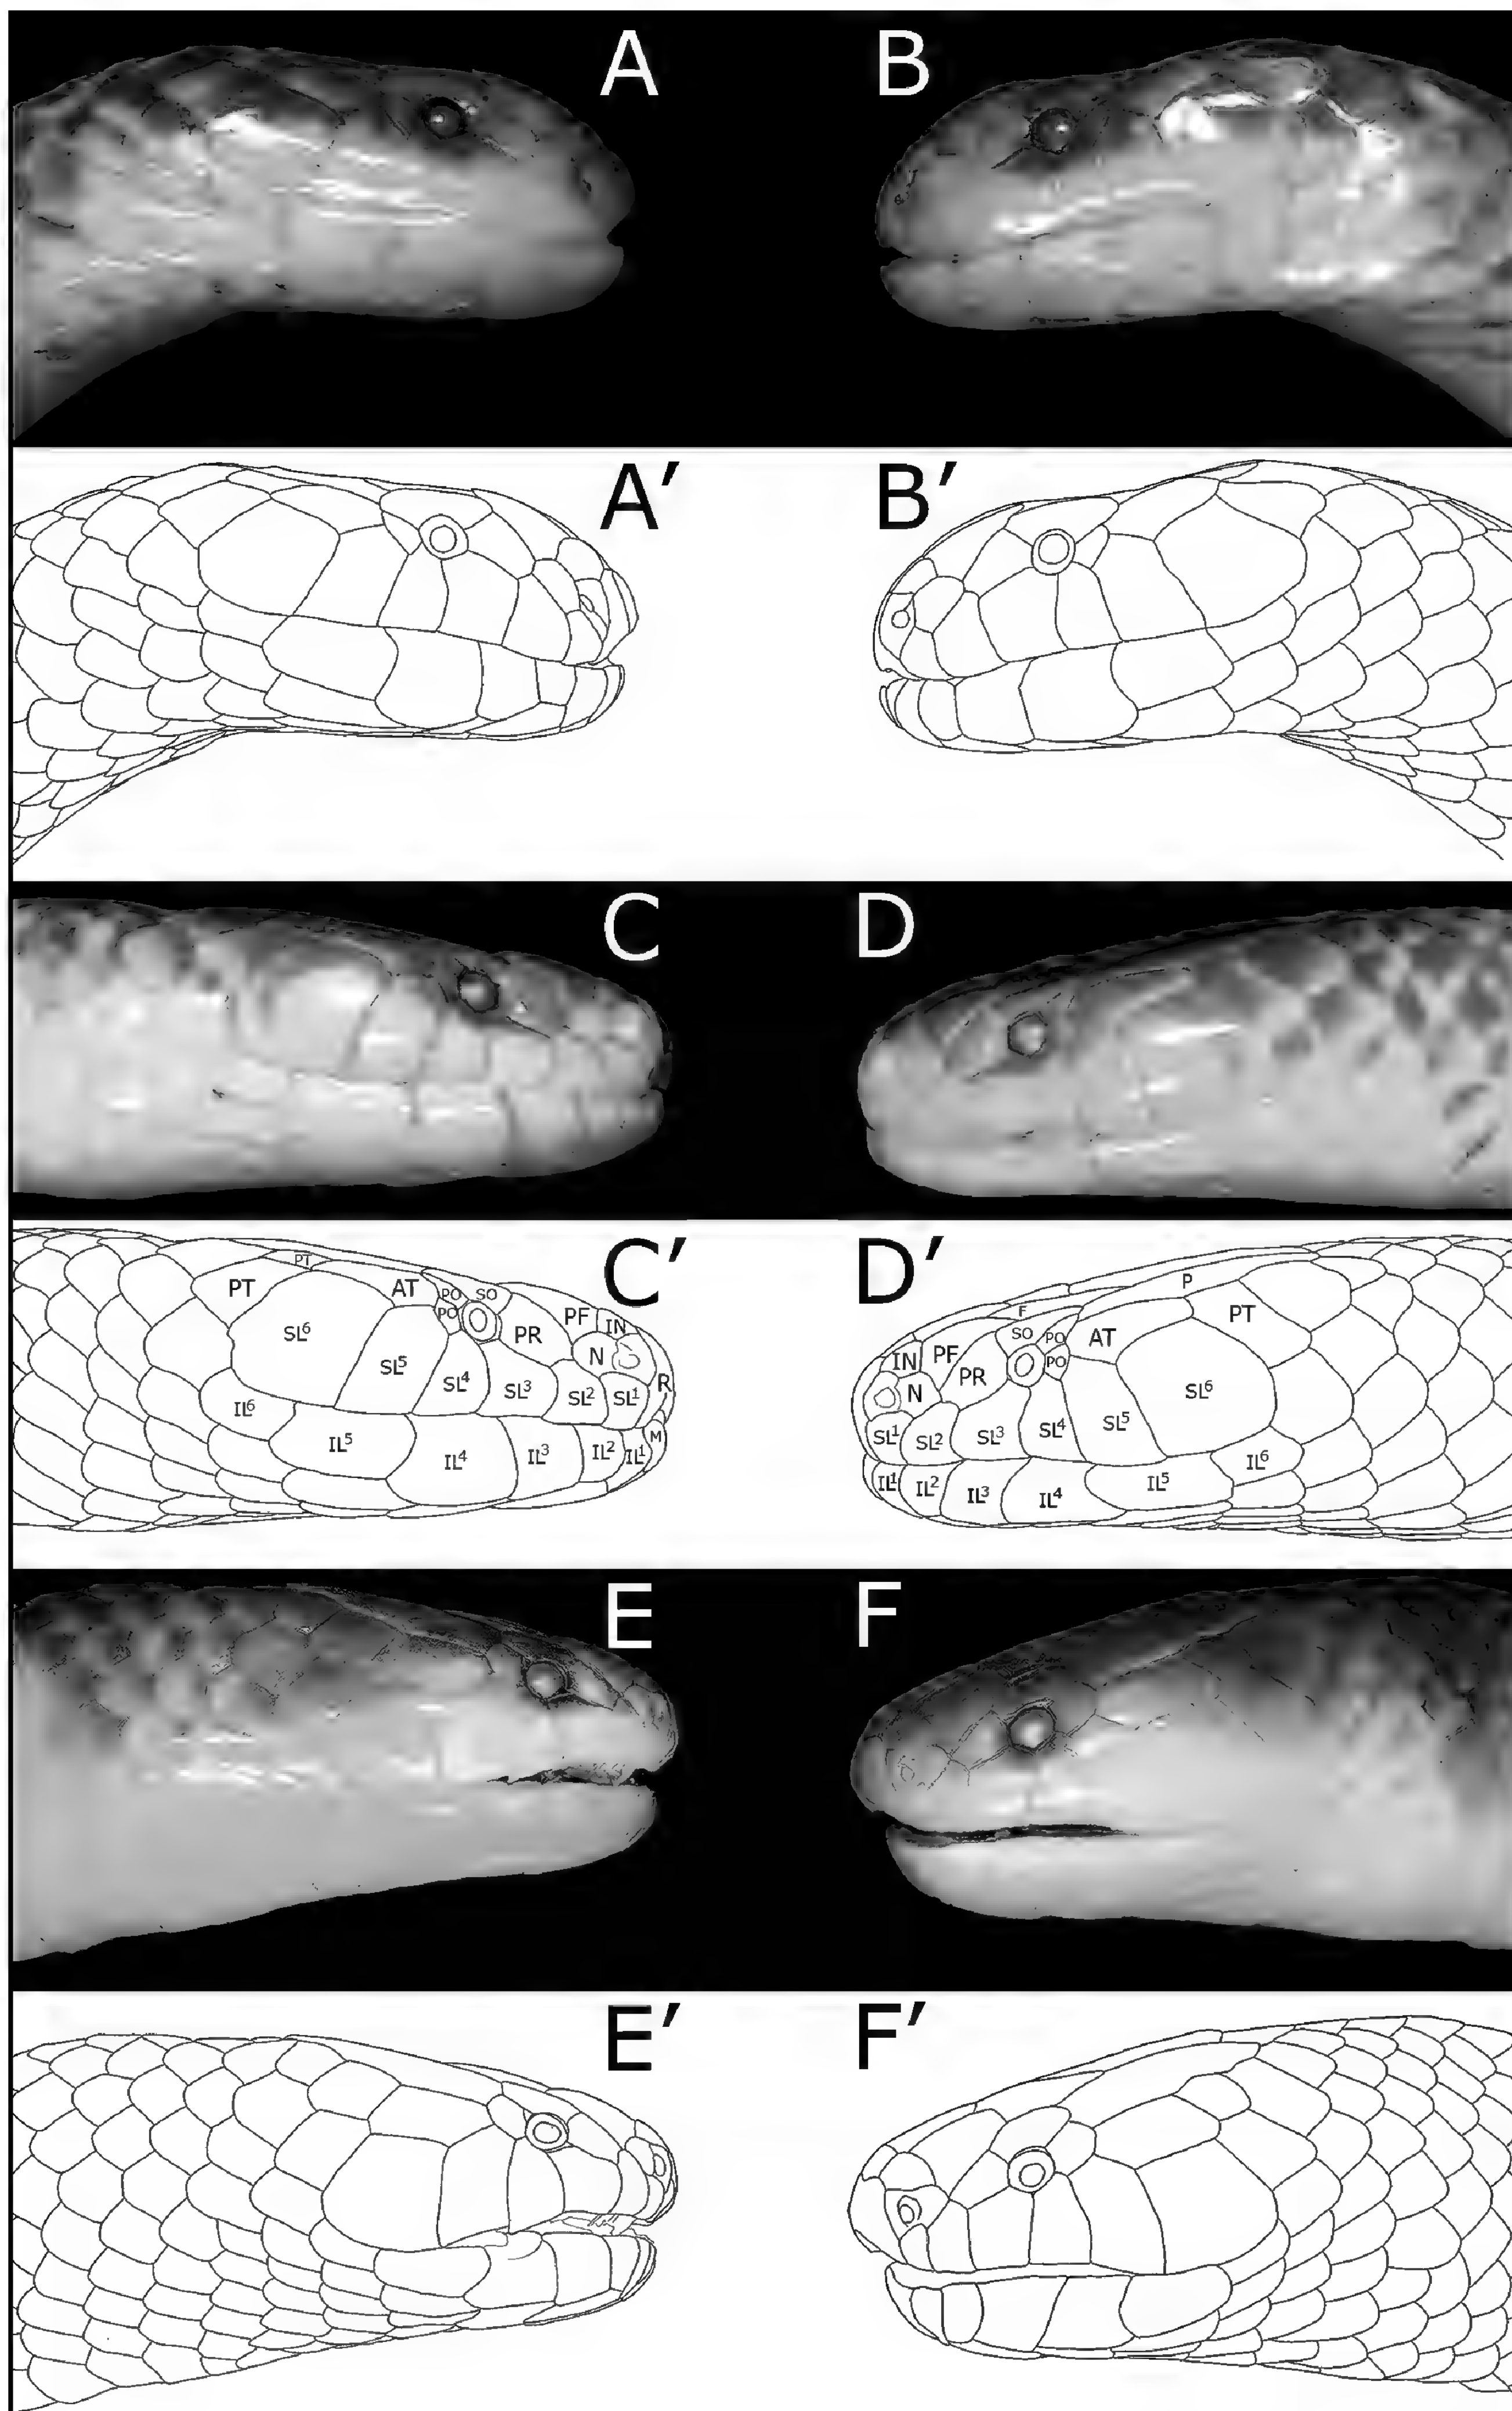 A B
A′ B′
C D
C′ D′
PT
PT AT PO SO PF IN
PO PR N
SL⁶ SL⁵ SL⁴ SL³ SL² SL¹ R
IL⁶ IL⁵ IL⁴ IL³ IL² IL¹ M
P
F PT
IN PF SO PO AT
N PR PO
SL¹ SL² SL³ SL⁴ SL⁵ SL⁶
IL¹ IL² IL³ IL⁴ IL⁵ IL⁶
E F
E′ F′